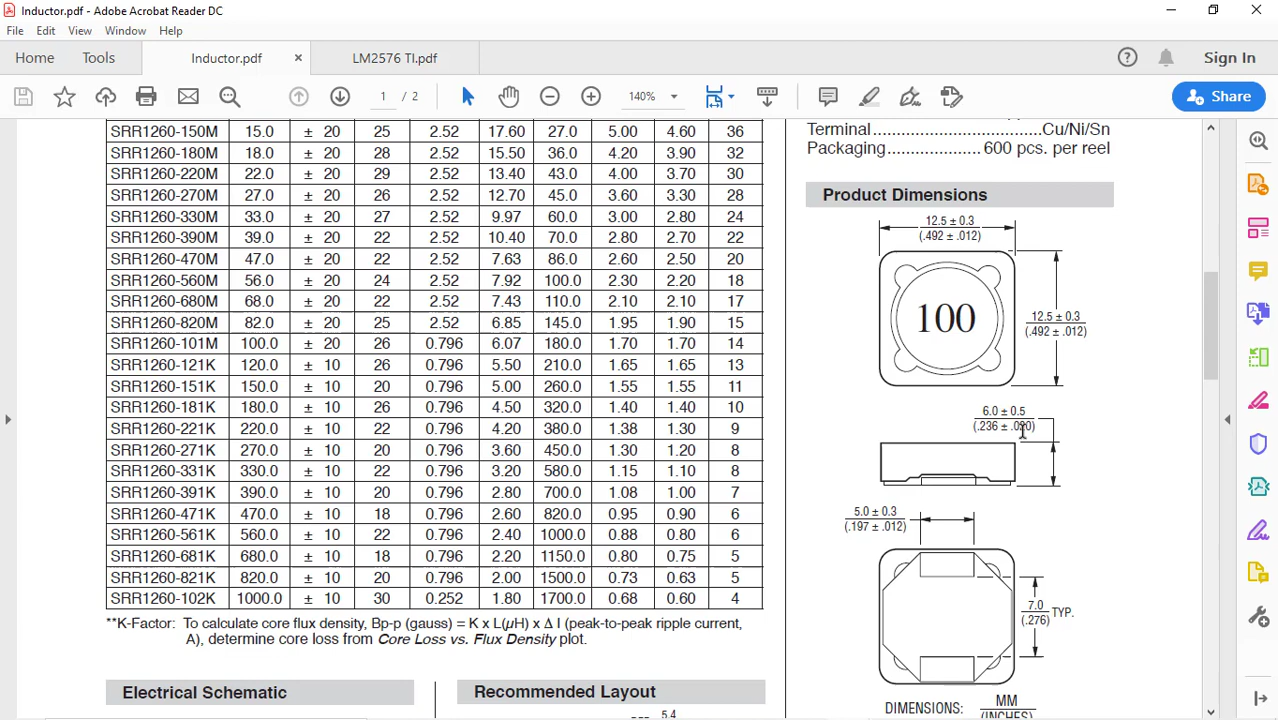 Inductor.pdf - Adobe Acrobat Reader DC
File Edit View Window Help
Home Tools Inductor.pdf × LM2576 TI.pdf Sign In
1 / 2 140% Share
SRR1260-150M 15.0 ± 20 25 2.52 17.60 27.0 5.00 4.60 36
SRR1260-180M 18.0 ± 20 28 2.52 15.50 36.0 4.20 3.90 32
SRR1260-220M 22.0 ± 20 29 2.52 13.40 43.0 4.00 3.70 30
SRR1260-270M 27.0 ± 20 26 2.52 12.70 45.0 3.60 3.30 28
SRR1260-330M 33.0 ± 20 27 2.52 9.97 60.0 3.00 2.80 24
SRR1260-390M 39.0 ± 20 22 2.52 10.40 70.0 2.80 2.70 22
SRR1260-470M 47.0 ± 20 22 2.52 7.63 86.0 2.60 2.50 20
SRR1260-560M 56.0 ± 20 24 2.52 7.92 100.0 2.30 2.20 18
SRR1260-680M 68.0 ± 20 22 2.52 7.43 110.0 2.10 2.10 17
SRR1260-820M 82.0 ± 20 25 2.52 6.85 145.0 1.95 1.90 15
SRR1260-101M 100.0 ± 20 26 0.796 6.07 180.0 1.70 1.70 14
SRR1260-121K 120.0 ± 10 26 0.796 5.50 210.0 1.65 1.65 13
SRR1260-151K 150.0 ± 10 20 0.796 5.00 260.0 1.55 1.55 11
SRR1260-181K 180.0 ± 10 26 0.796 4.50 320.0 1.40 1.40 10
SRR1260-221K 220.0 ± 10 22 0.796 4.20 380.0 1.38 1.30 9
SRR1260-271K 270.0 ± 10 20 0.796 3.60 450.0 1.30 1.20 8
SRR1260-331K 330.0 ± 10 22 0.796 3.20 580.0 1.15 1.10 8
SRR1260-391K 390.0 ± 10 20 0.796 2.80 700.0 1.08 1.00 7
SRR1260-471K 470.0 ± 10 18 0.796 2.60 820.0 0.95 0.90 6
SRR1260-561K 560.0 ± 10 22 0.796 2.40 1000.0 0.88 0.80 6
SRR1260-681K 680.0 ± 10 18 0.796 2.20 1150.0 0.80 0.75 5
SRR1260-821K 820.0 ± 10 20 0.796 2.00 1500.0 0.73 0.63 5
SRR1260-102K 1000.0 ± 10 30 0.252 1.80 1700.0 0.68 0.60 4
**K-Factor: To calculate core flux density, Bp-p (gauss) = K x L(µH) x Δ I (peak-to-peak ripple current,
A), determine core loss from Core Loss vs. Flux Density plot.
Electrical Schematic
Recommended Layout
5.4
Terminal....................................Cu/Ni/Sn
Packaging.................... 600 pcs. per reel
Product Dimensions
12.5 ± 0.3
(.492 ± .012)
100
12.5 ± 0.3
(.492 ± .012)
6.0 ± 0.5
(.236 ± .020)
5.0 ± 0.3
(.197 ± .012)
7.0
(.276)
TYP.
DIMENSIONS: MM
(INCHES)